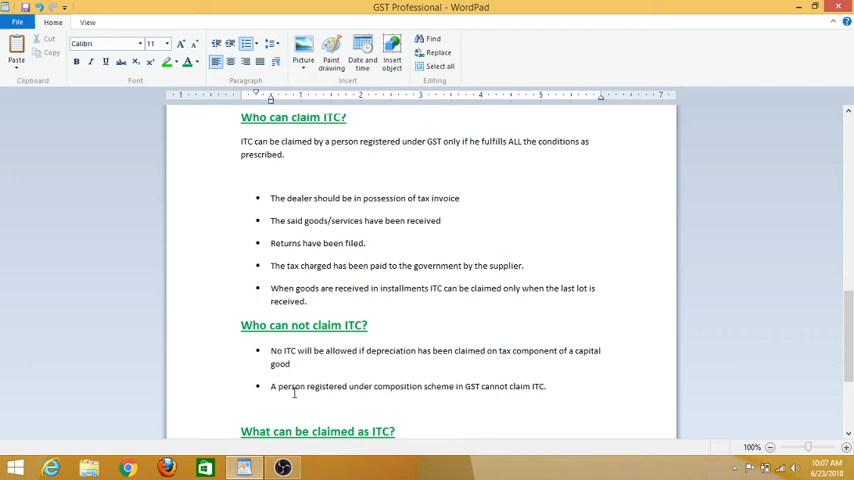 GST Professional - WordPad
File Home View
Paste
Cut
Copy
Calibri 11
Picture
Paint drawing
Date and time
Insert object
Find
Replace
Select all
Clipboard Font Paragraph Insert Editing
1 1 2 3 4 5 7
Who can claim ITC?
ITC can be claimed by a person registered under GST only if he fulfills ALL the conditions as
prescribed.
• The dealer should be in possession of tax invoice
• The said goods/services have been received
• Returns have been filed.
• The tax charged has been paid to the government by the supplier.
• When goods are received in installments ITC can be claimed only when the last lot is
received.
Who can not claim ITC?
• No ITC will be allowed if depreciation has been claimed on tax component of a capital
good
• A person registered under composition scheme in GST cannot claim ITC.
What can be claimed as ITC?
100%
10:07 AM
6/23/2018